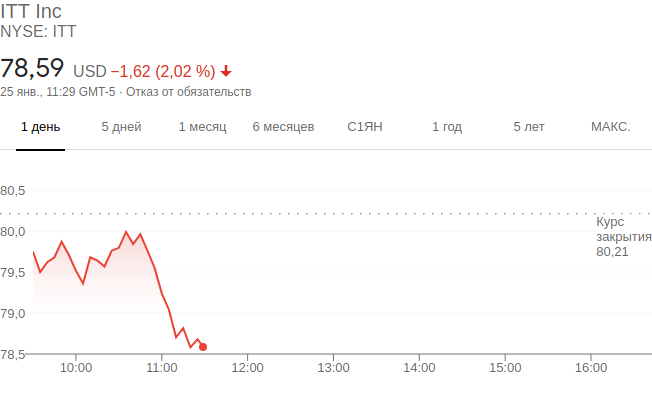 ITT Inc
NYSE: ITT
78,59 USD −1,62 (2,02 %)
25 янв., 11:29 GMT-5 · Отказ от обязательств
1 день 5 дней 1 месяц 6 месяцев С1ЯН 1 год 5 лет МАКС.
80,5
Курс
закрытия
80,21
80,0
79,5
79,0
78,5
10:00 11:00 12:00 13:00 14:00 15:00 16:00